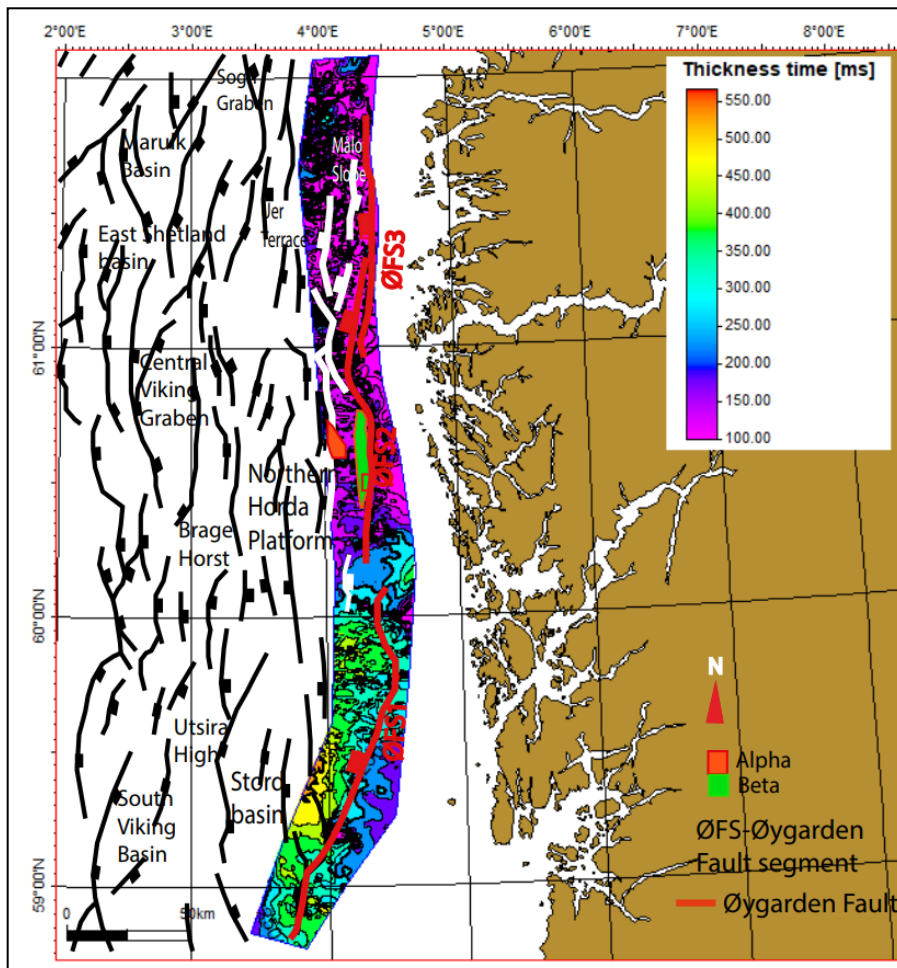 2°00'E 3°00'E 4°00'E 5°00'E 6°00'E 7°00'E 8°00'E
Thickness time [ms]
550.00
500.00
450.00
400.00
350.00
300.00
250.00
200.00
150.00
100.00
Sogn
Graben
Marulk
Basin
Måløy
Slope
Uer
Terrace
East Shetland
basin
ØFS3
61°00'N
Central
Viking
Graben
ØFS2
Northern
Horda
Platform
Brage
Horst
60°00'N
ØFS1
Utsira
High
Stord
basin
South
Viking
Basin
59°00'N
0 50km
N
Alpha
Beta
ØFS-Øygarden
Fault segment
Øygarden Fault